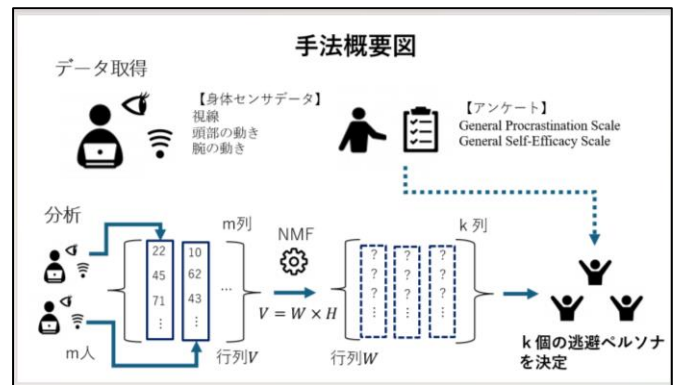 手法概要図
データ取得
【身体センサデータ】
視線
頭部の動き
腕の動き
【アンケート】
General Procrastination Scale
General Self-Efficacy Scale
分析
m列
NMF
k 列
22
45
71
⋮
10
62
43
⋮
...
V = W × H
? ? ?
? ? ?
? ? ?
⋮ ⋮ ⋮
m人
行列V
行列W
k 個の逃避ペルソナ
を決定